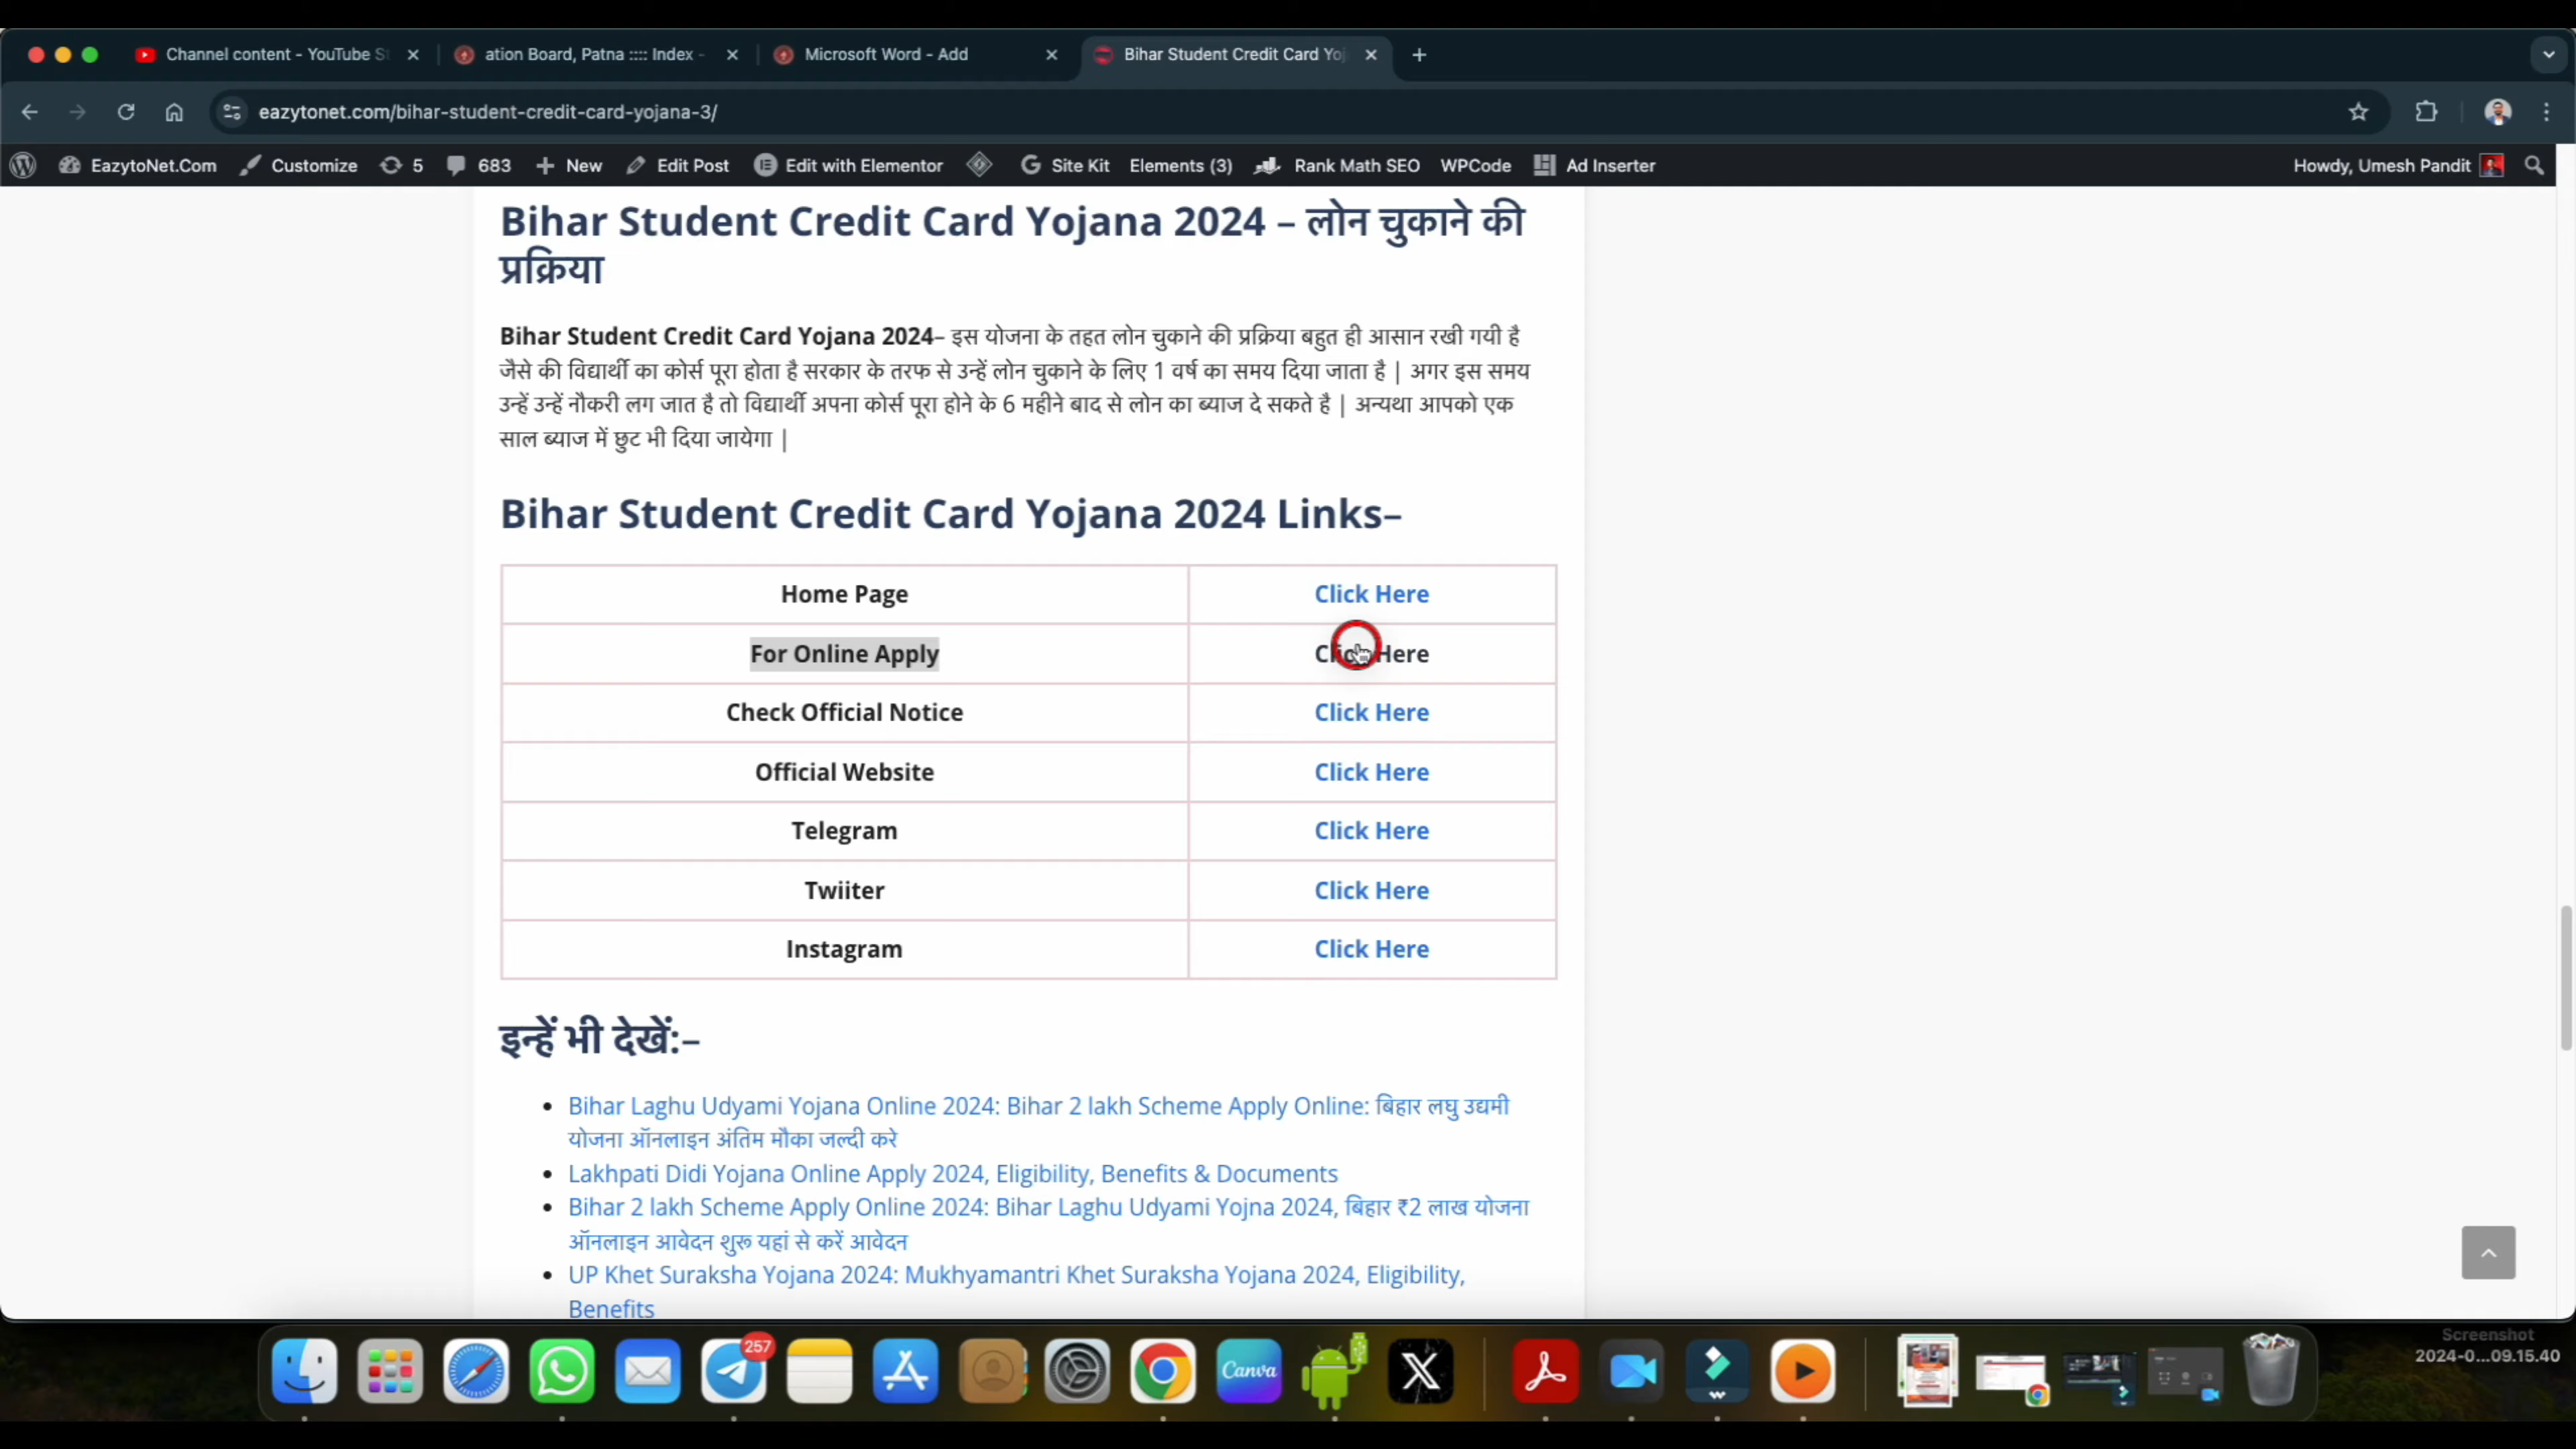 Channel content - YouTube St
ation Board, Patna :::: Index -
Microsoft Word - Add
Bihar Student Credit Card Yoj
eazytonet.com/bihar-student-credit-card-yojana-3/
EazytoNet.Com Customize 5 683 New Edit Post Edit with Elementor Site Kit Elements (3) Rank Math SEO WPCode Ad Inserter Howdy, Umesh Pandit
Bihar Student Credit Card Yojana 2024 – लोन चुकाने की
प्रक्रिया
Bihar Student Credit Card Yojana 2024– इस योजना के तहत लोन चुकाने की प्रक्रिया बहुत ही आसान रखी गयी है
जैसे की विद्यार्थी का कोर्स पूरा होता है सरकार के तरफ से उन्हें लोन चुकाने के लिए 1 वर्ष का समय दिया जाता है | अगर इस समय
उन्हें उन्हें नौकरी लग जात है तो विद्यार्थी अपना कोर्स पूरा होने के 6 महीने बाद से लोन का ब्याज दे सकते है | अन्यथा आपको एक
साल ब्याज में छुट भी दिया जायेगा |
Bihar Student Credit Card Yojana 2024 Links–
Home Page Click Here
For Online Apply Click Here
Check Official Notice Click Here
Official Website Click Here
Telegram Click Here
Twiiter Click Here
Instagram Click Here
इन्हें भी देखें:–
Bihar Laghu Udyami Yojana Online 2024: Bihar 2 lakh Scheme Apply Online: बिहार लघु उद्यमी
योजना ऑनलाइन अंतिम मौका जल्दी करे
Lakhpati Didi Yojana Online Apply 2024, Eligibility, Benefits & Documents
Bihar 2 lakh Scheme Apply Online 2024: Bihar Laghu Udyami Yojna 2024, बिहार ₹2 लाख योजना
ऑनलाइन आवेदन शुरू यहां से करें आवेदन
UP Khet Suraksha Yojana 2024: Mukhyamantri Khet Suraksha Yojana 2024, Eligibility,
Benefits
257
Canva
Screenshot
2024-0...09.15.40